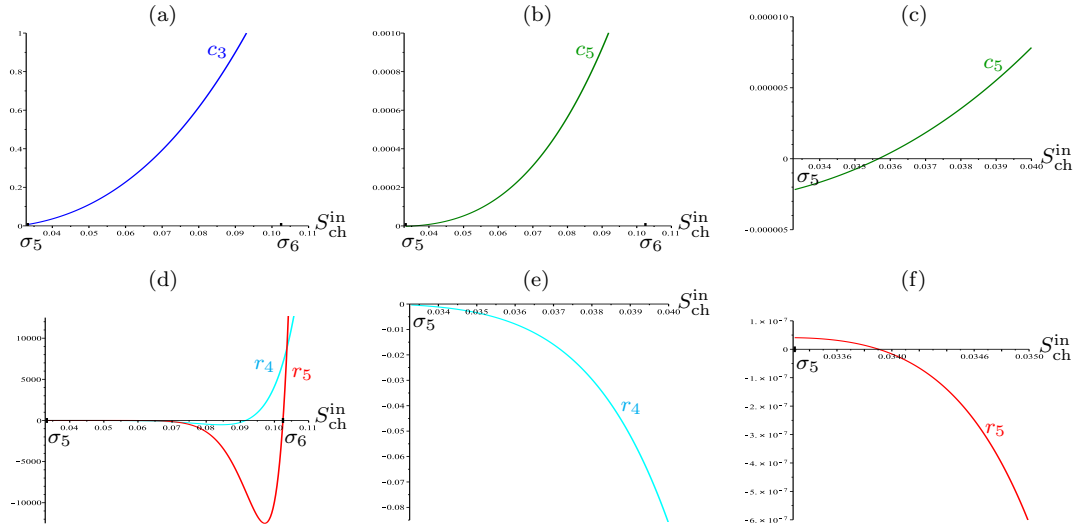 (a)
1
0.8
0.6
0.4
0.2
0
c₃
0.04 0.05 0.06 0.07 0.08 0.09 0.10 0.11
σ₅ σ₆
S_ch^in
(b)
0.0010
0.0008
0.0006
0.0004
0.0002
0
c₅
0.04 0.05 0.06 0.07 0.08 0.09 0.10 0.11
σ₅ σ₆
S_ch^in
(c)
0.000010
0.000005
0
-0.000005
c₅
0.034 0.035 0.036 0.037 0.038 0.039 0.040
σ₅
S_ch^in
(d)
10000
5000
0
-5000
-10000
r₄ r₅
0.04 0.05 0.06 0.07 0.08 0.09 0.10 0.11
σ₅ σ₆
S_ch^in
(e)
0
-0.01
-0.02
-0.03
-0.04
-0.05
-0.06
-0.07
-0.08
r₄
0.034 0.035 0.036 0.037 0.038 0.039 0.040
σ₅
S_ch^in
(f)
1.×10⁻⁷
0
-1.×10⁻⁷
-2.×10⁻⁷
-3.×10⁻⁷
-4.×10⁻⁷
-5.×10⁻⁷
-6.×10⁻⁷
r₅
0.0336 0.0340 0.0346 0.0350
σ₅
S_ch^in